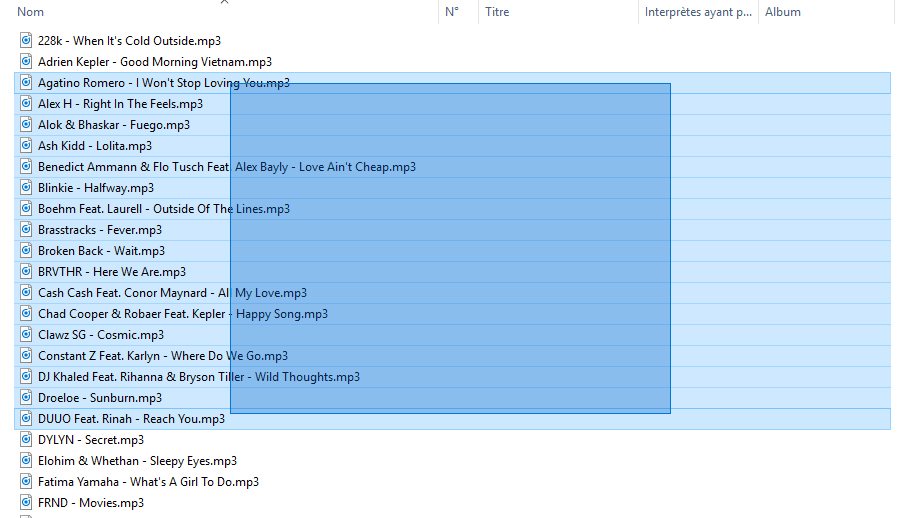 Nom N° Titre Interprètes ayant p... Album
228k - When It's Cold Outside.mp3
Adrien Kepler - Good Morning Vietnam.mp3
Agatino Romero - I Won't Stop Loving You.mp3
Alex H - Right In The Feels.mp3
Alok & Bhaskar - Fuego.mp3
Ash Kidd - Lolita.mp3
Benedict Ammann & Flo Tusch Feat. Alex Bayly - Love Ain't Cheap.mp3
Blinkie - Halfway.mp3
Boehm Feat. Laurell - Outside Of The Lines.mp3
Brasstracks - Fever.mp3
Broken Back - Wait.mp3
BRVTHR - Here We Are.mp3
Cash Cash Feat. Conor Maynard - All My Love.mp3
Chad Cooper & Robaer Feat. Kepler - Happy Song.mp3
Clawz SG - Cosmic.mp3
Constant Z Feat. Karlyn - Where Do We Go.mp3
DJ Khaled Feat. Rihanna & Bryson Tiller - Wild Thoughts.mp3
Droeloe - Sunburn.mp3
DUUO Feat. Rinah - Reach You.mp3
DYLYN - Secret.mp3
Elohim & Whethan - Sleepy Eyes.mp3
Fatima Yamaha - What's A Girl To Do.mp3
FRND - Movies.mp3